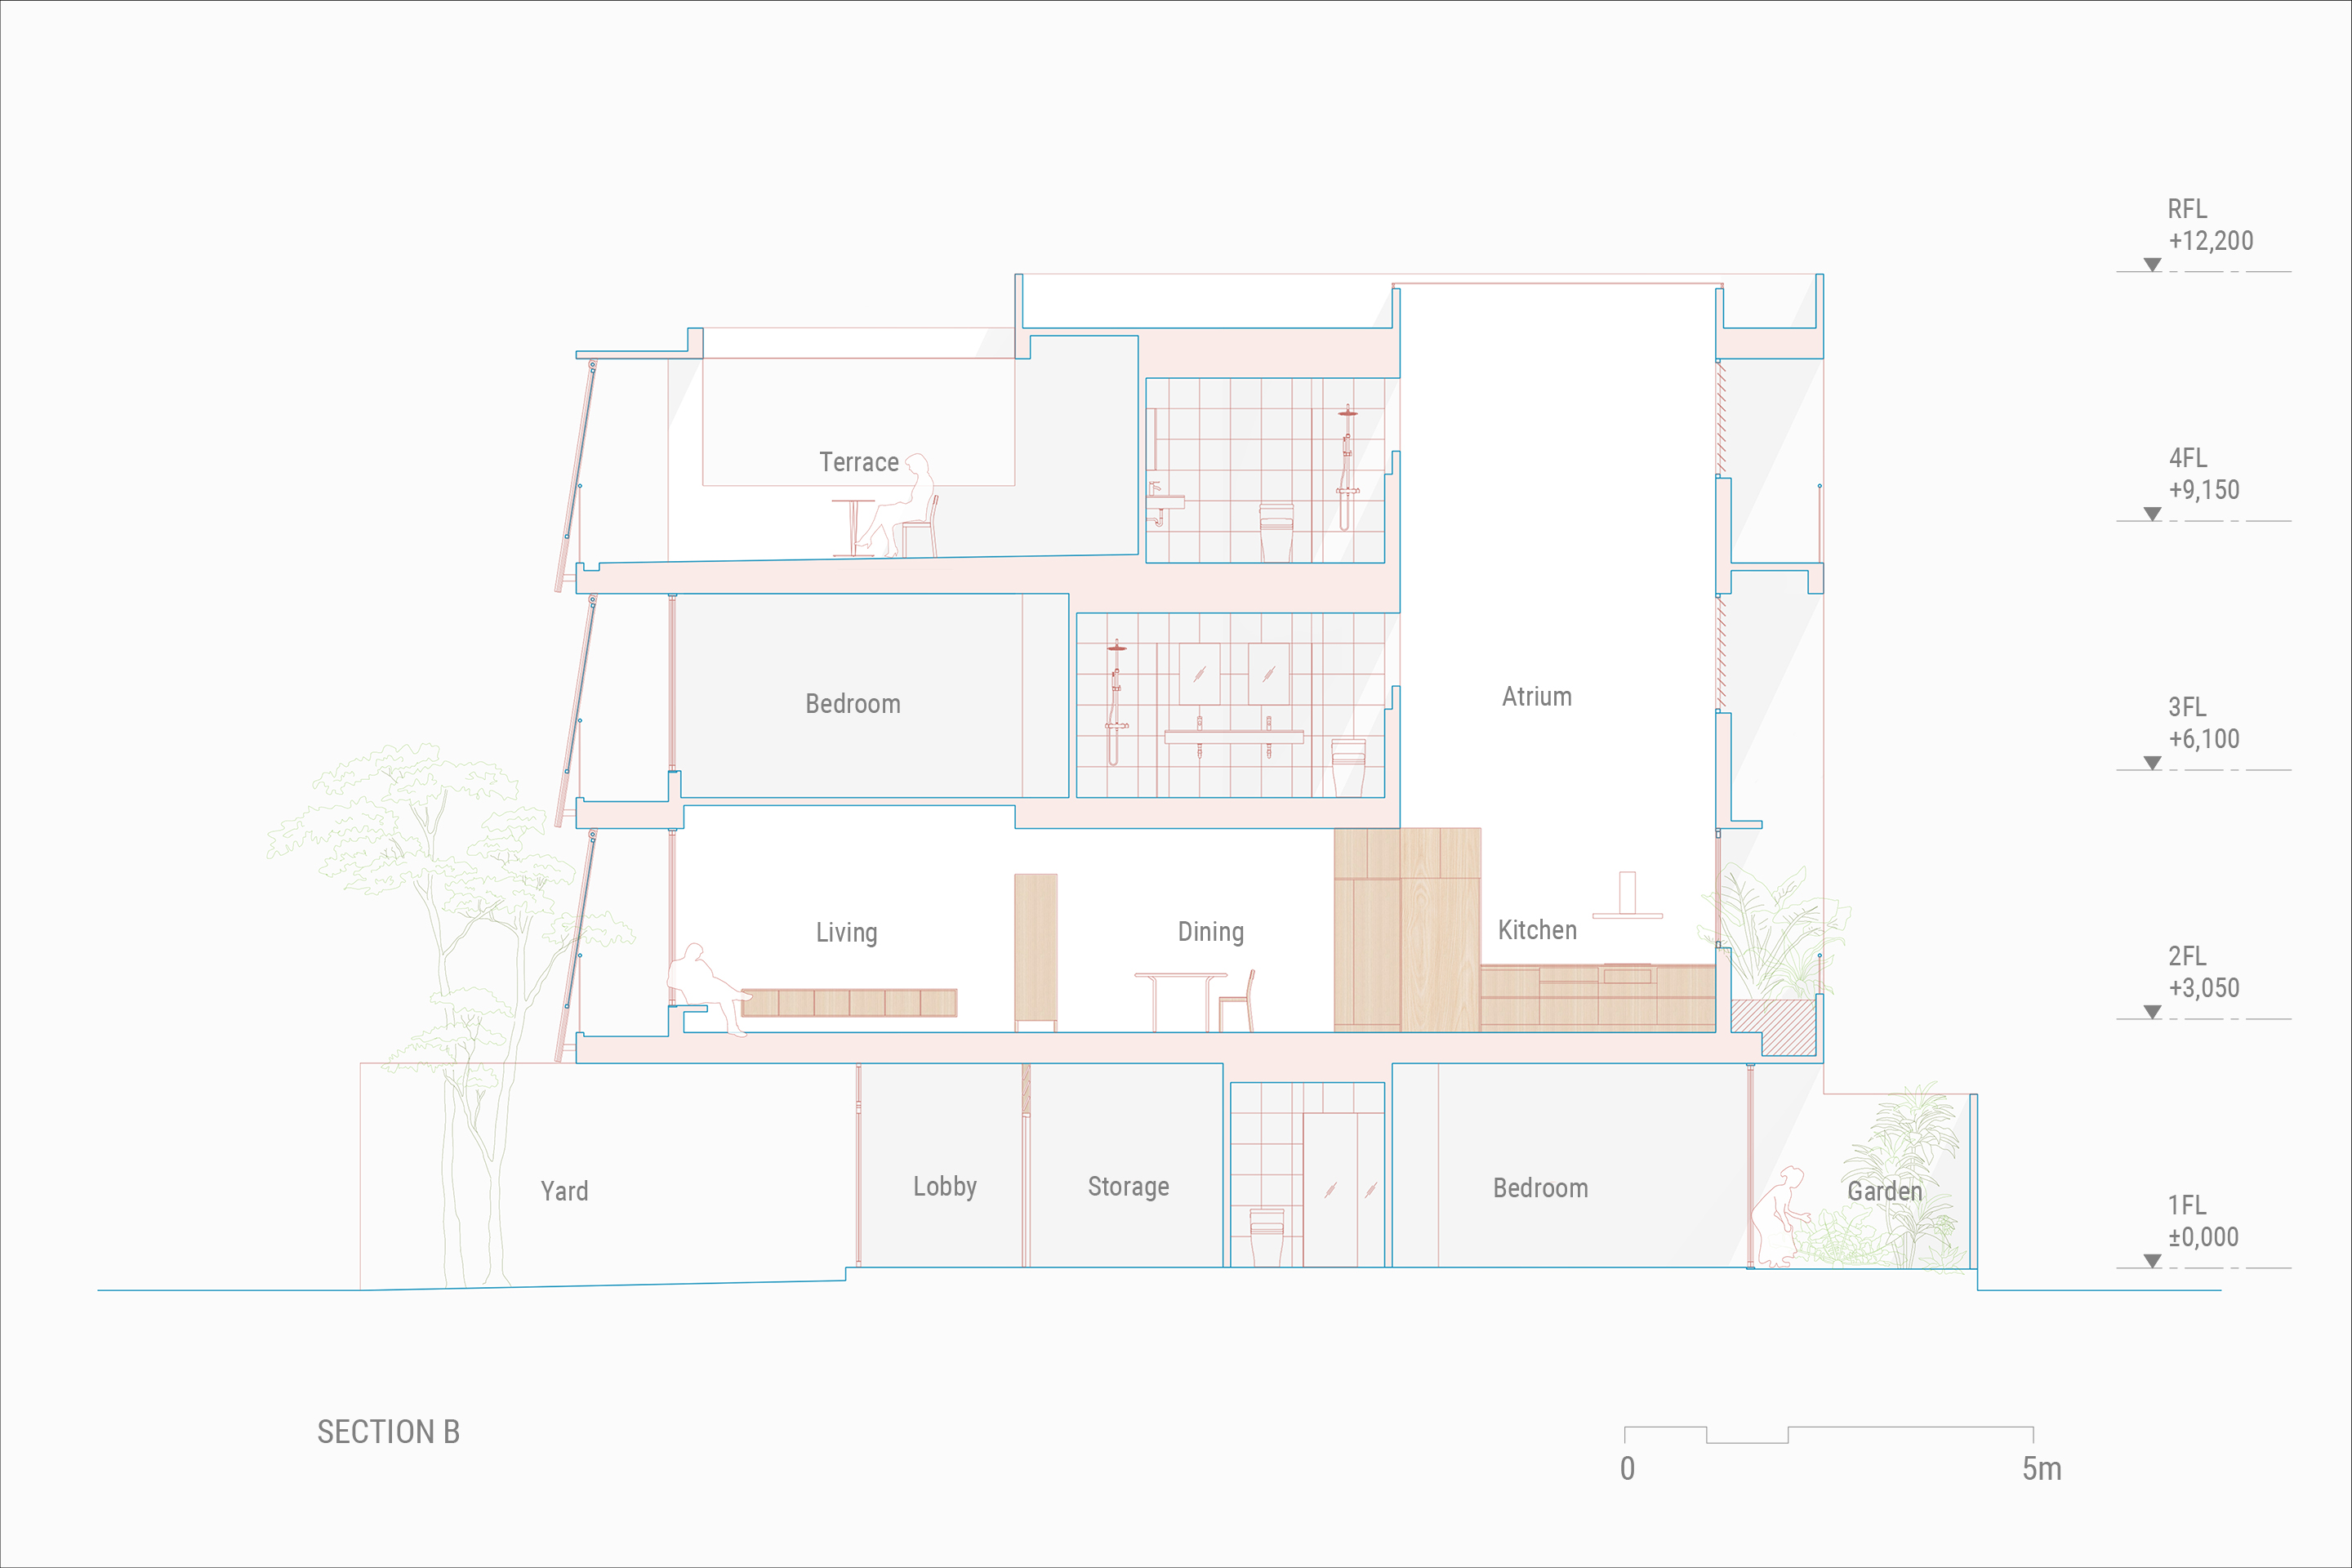 RFL
+12,200
Terrace
4FL
+9,150
Bedroom
Atrium
3FL
+6,100
Living
Dining
Kitchen
2FL
+3,050
Yard
Lobby
Storage
Bedroom
Garden
1FL
±0,000
SECTION B
0
5m